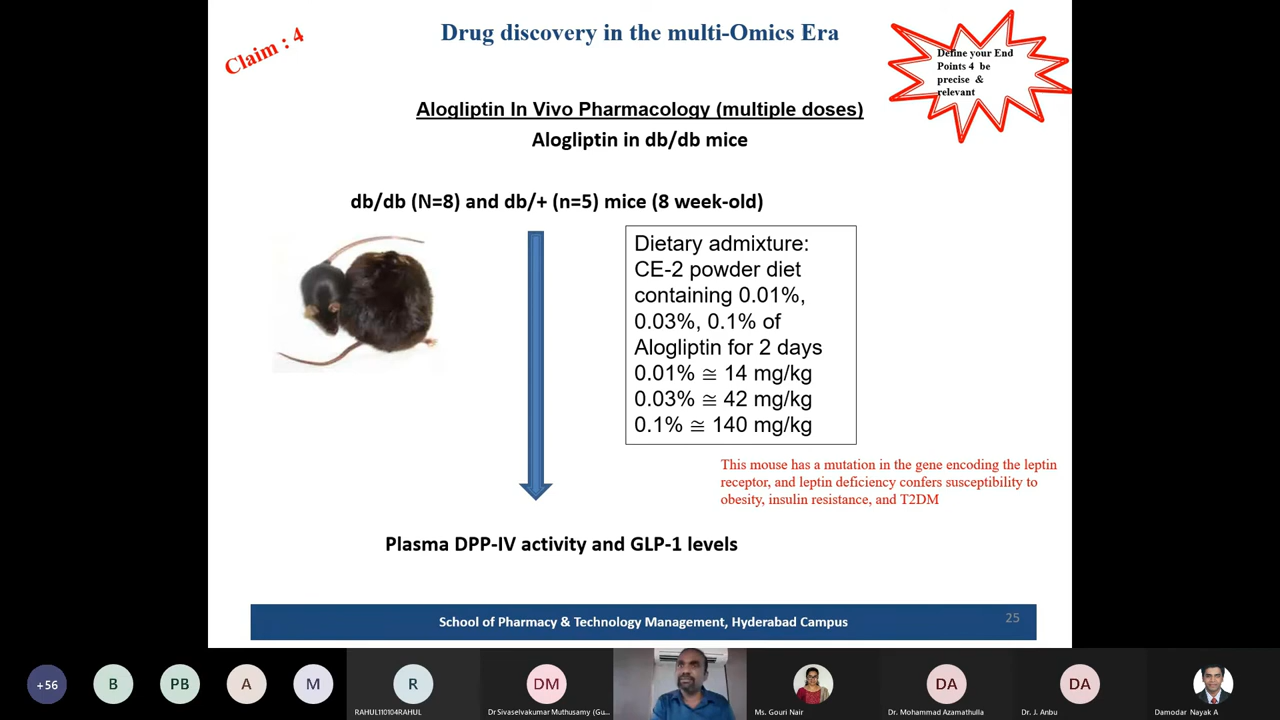 Claim : 4
Drug discovery in the multi-Omics Era
Define your End
Points 4 be
precise &
relevant
Alogliptin In Vivo Pharmacology (multiple doses)
Alogliptin in db/db mice
db/db (N=8) and db/+ (n=5) mice (8 week-old)
Dietary admixture:
CE-2 powder diet
containing 0.01%,
0.03%, 0.1% of
Alogliptin for 2 days
0.01% ≅ 14 mg/kg
0.03% ≅ 42 mg/kg
0.1% ≅ 140 mg/kg
This mouse has a mutation in the gene encoding the leptin
receptor, and leptin deficiency confers susceptibility to
obesity, insulin resistance, and T2DM
Plasma DPP-IV activity and GLP-1 levels
School of Pharmacy & Technology Management, Hyderabad Campus
25
+56
B
PB
A
M
R
DM
DA
DA
RAHUL110104RAHUL
Dr Sivaselvakumar Muthusamy (Gu...
Ms. Gouri Nair
Dr. Mohammad Azamathulla
Dr. J. Anbu
Damodar Nayak A